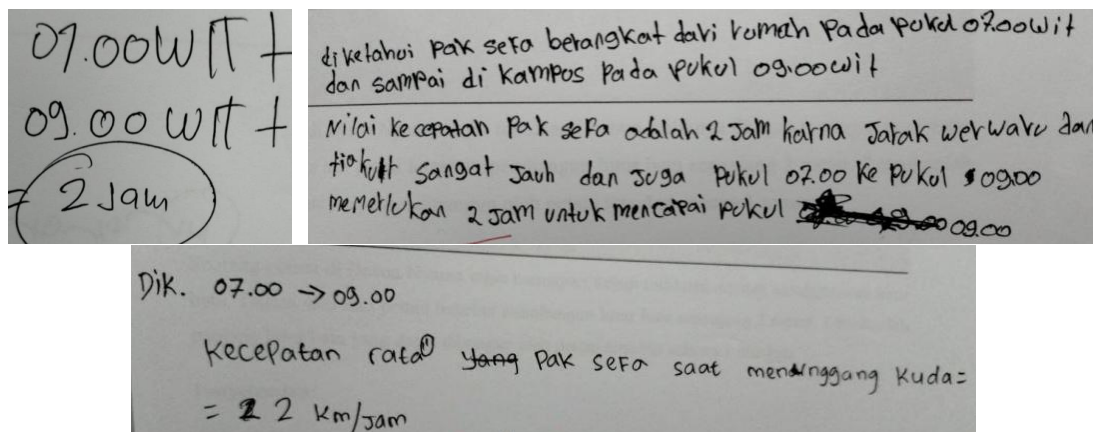 07.00 WIT +
09.00 WIT +
= 2 Jam
diketahui Pak sefa berangkat dari rumah Pada Pukul 07.00 wit
dan sampai di Kampos Pada Pukul 09.00 wit
Nilai kecepatan Pak sefa adalah 2 Jam karna Jarak werwaru dan
tiakur sangat Jauh dan Juga Pukul 07.00 ke Pukul 09.00
memerlukan 2 Jam untuk mencapai Pukul 09.00
Dik. 07.00 → 09.00
Kecepatan rata" yang Pak sefa saat menunggang Kuda =
= 2 Km/Jam